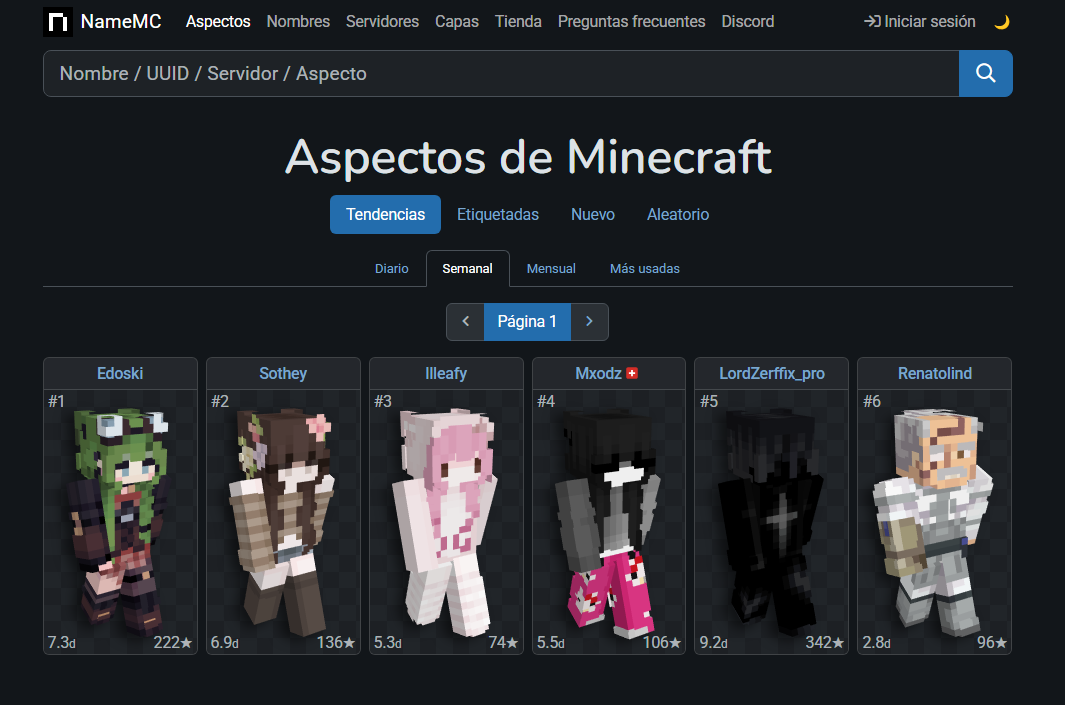 NameMC Aspectos Nombres Servidores Capas Tienda Preguntas frecuentes Discord Iniciar sesión
Nombre / UUID / Servidor / Aspecto
Aspectos de Minecraft
Tendencias Etiquetadas Nuevo Aleatorio
Diario Semanal Mensual Más usadas
Página 1
Edoski Sothey Illeafy Mxodz LordZerffix_pro Renatolind
#1 #2 #3 #4 #5 #6
7.3d 222★ 6.9d 136★ 5.3d 74★ 5.5d 106★ 9.2d 342★ 2.8d 96★